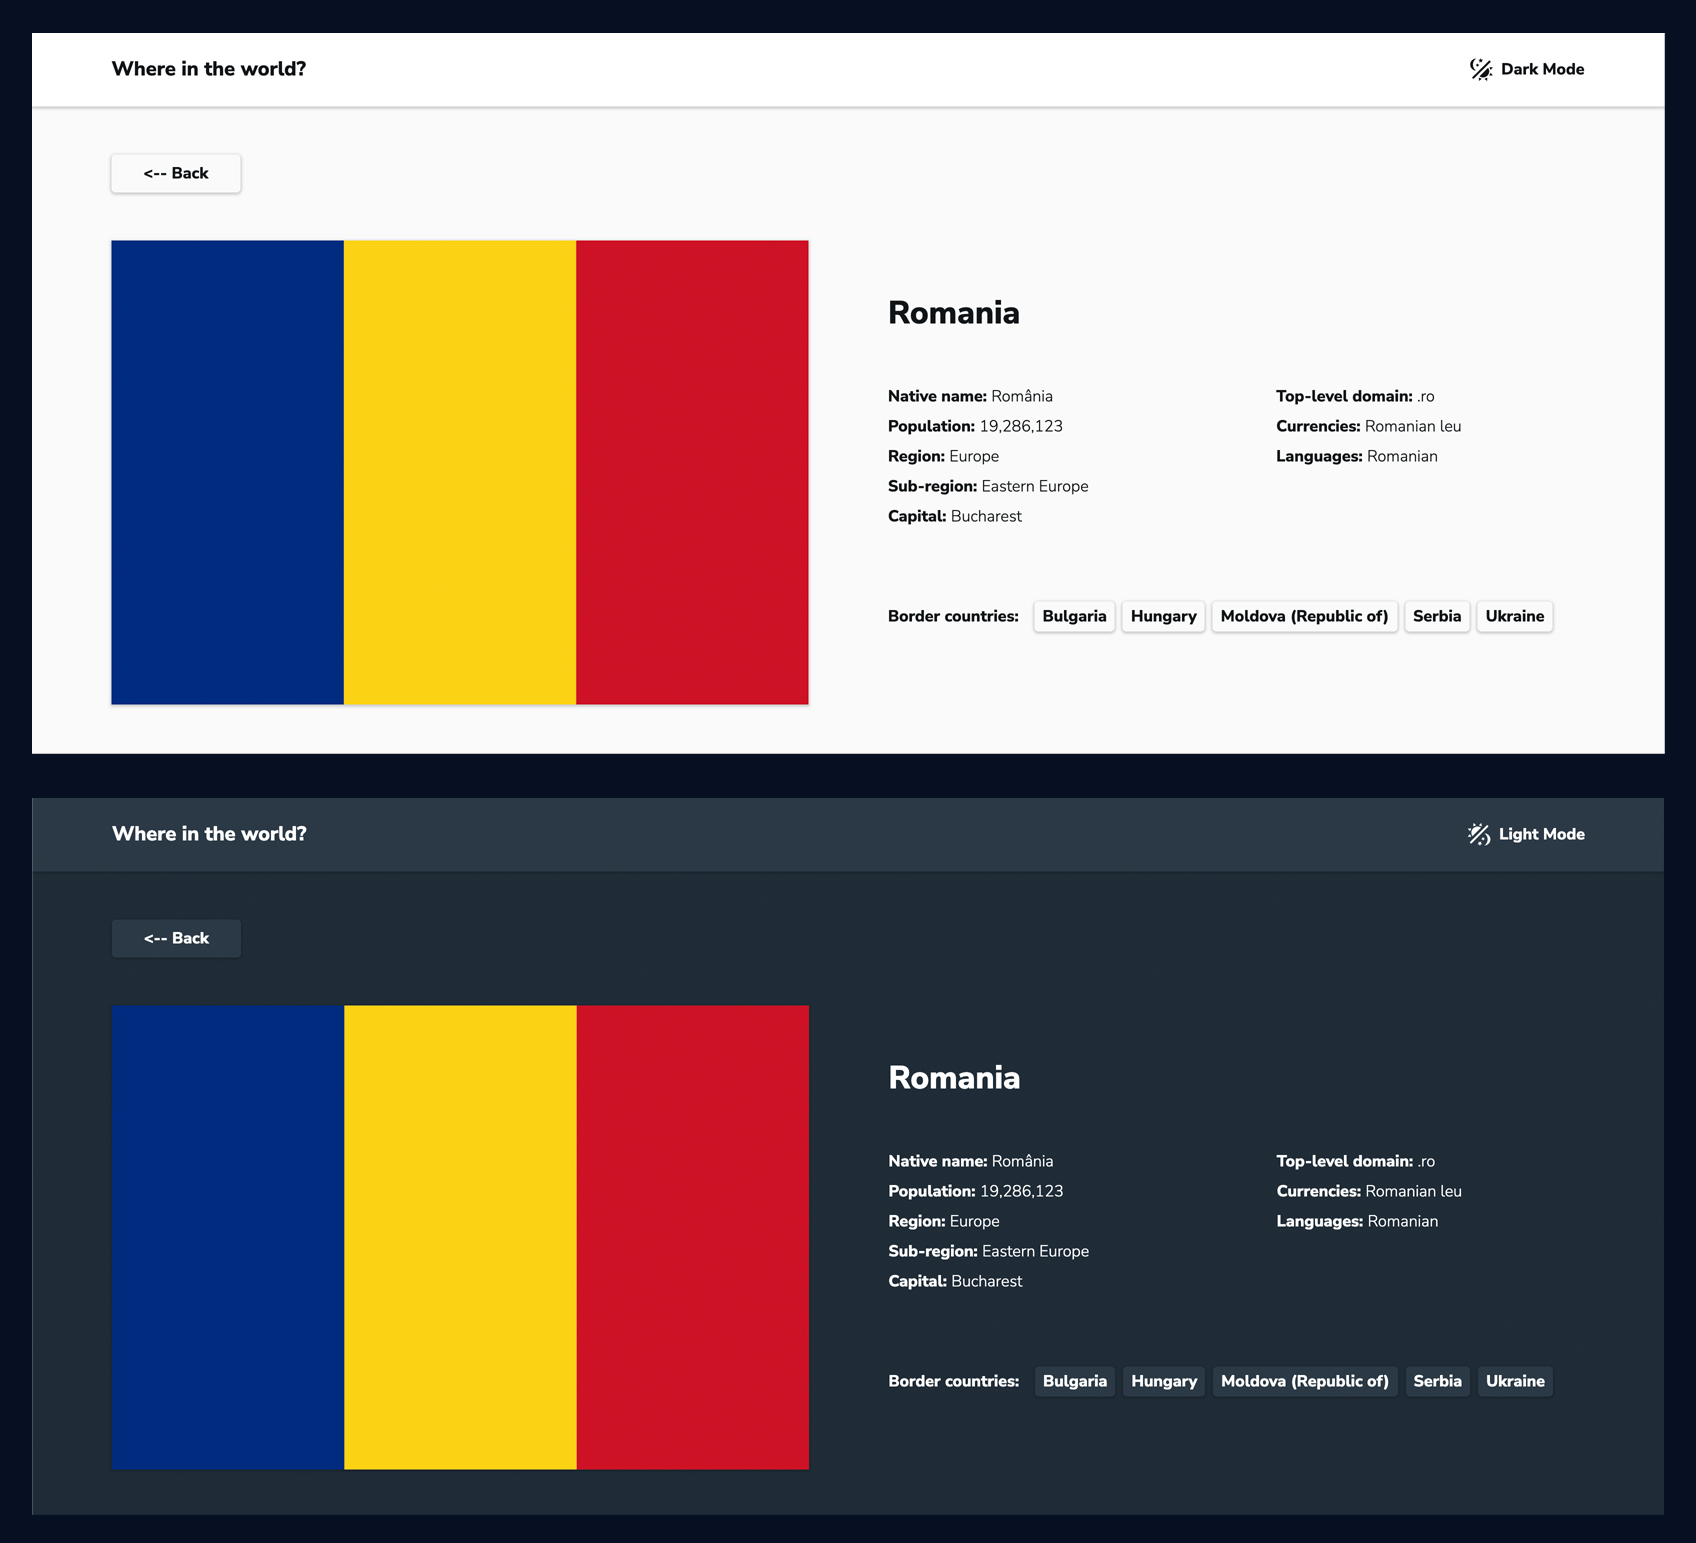 Where in the world?
Dark Mode
<-- Back
Romania
Native name: România
Population: 19,286,123
Region: Europe
Sub-region: Eastern Europe
Capital: Bucharest
Top-level domain: .ro
Currencies: Romanian leu
Languages: Romanian
Border countries: Bulgaria Hungary Moldova (Republic of) Serbia Ukraine
Where in the world?
Light Mode
<-- Back
Romania
Native name: România
Population: 19,286,123
Region: Europe
Sub-region: Eastern Europe
Capital: Bucharest
Top-level domain: .ro
Currencies: Romanian leu
Languages: Romanian
Border countries: Bulgaria Hungary Moldova (Republic of) Serbia Ukraine